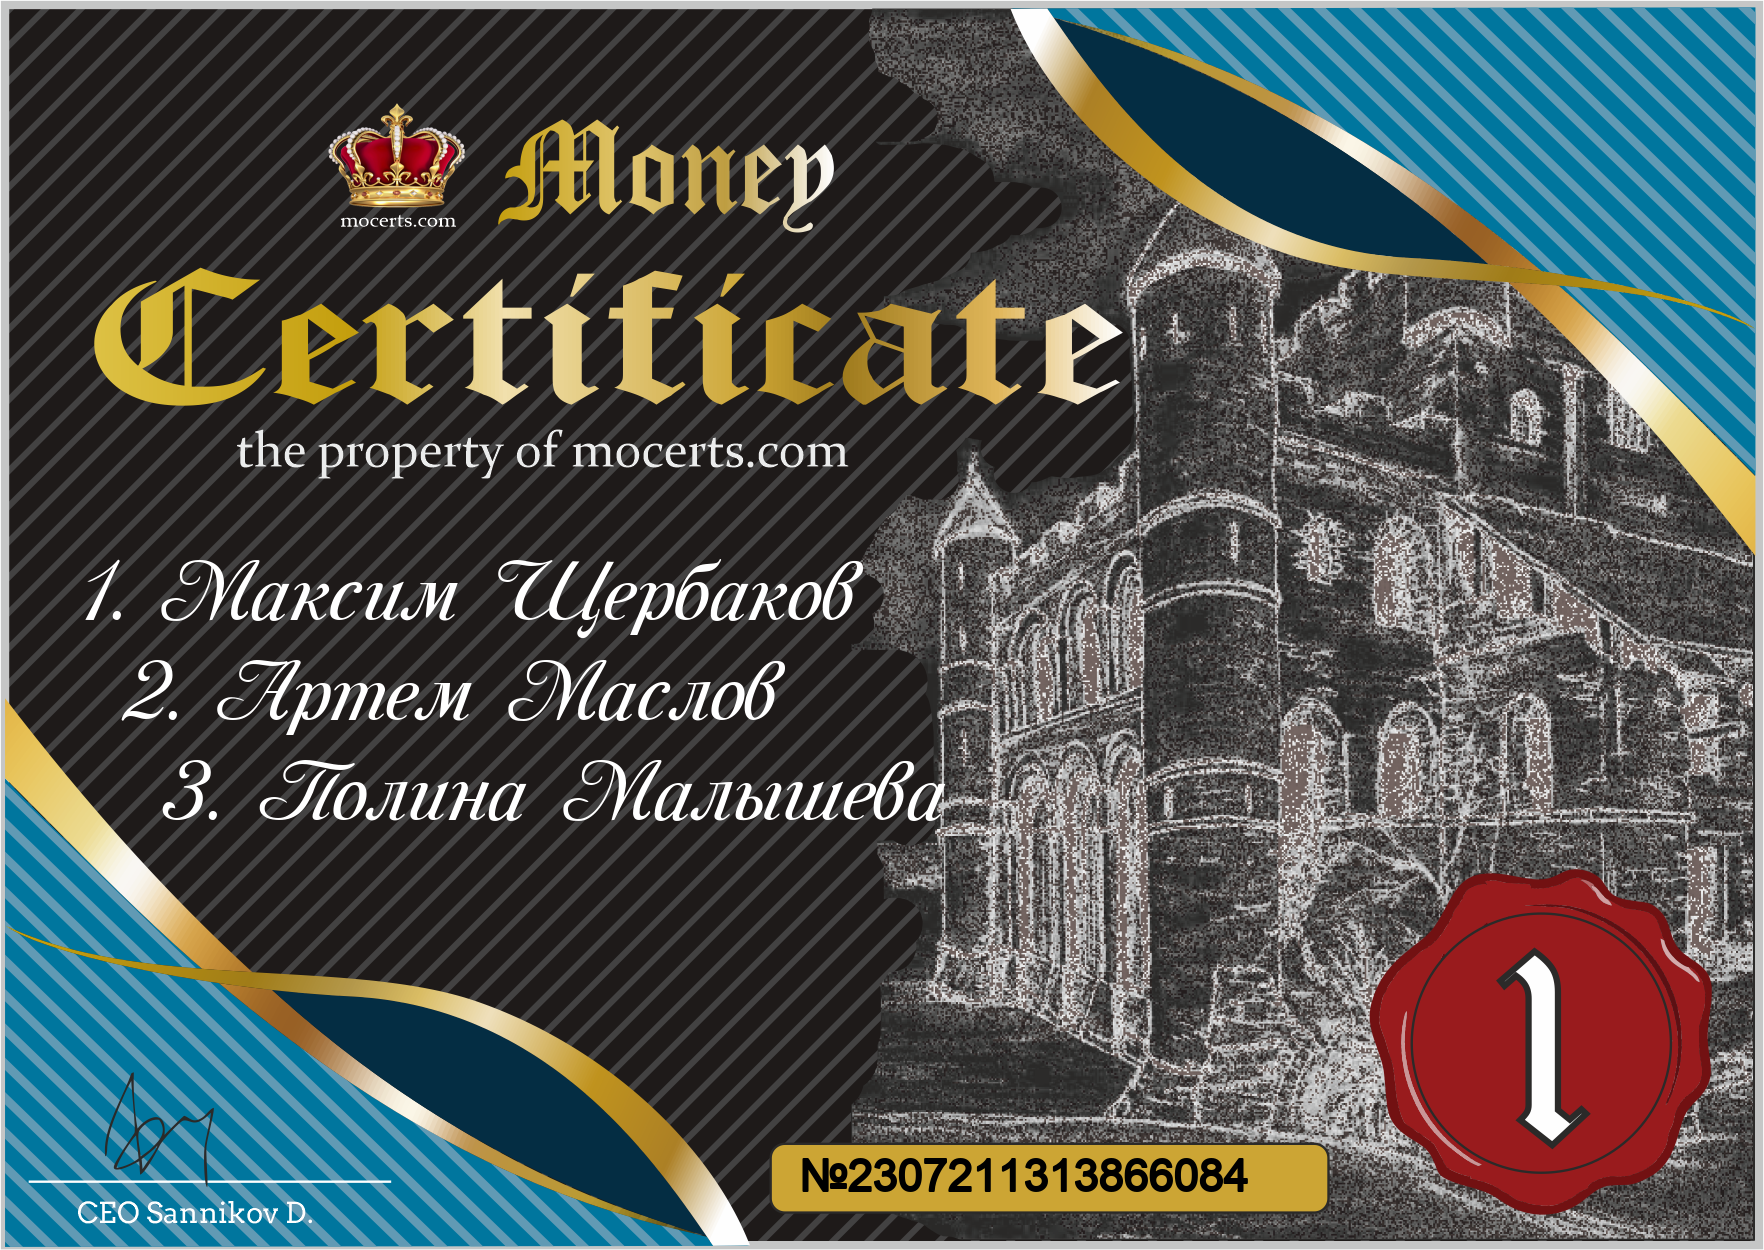 mocerts.com
Money
Certificate
the property of mocerts.com
1. Максим Щербаков
2. Артем Маслов
3. Полина Малышева
1
№2307211313866084
CEO Sannikov D.